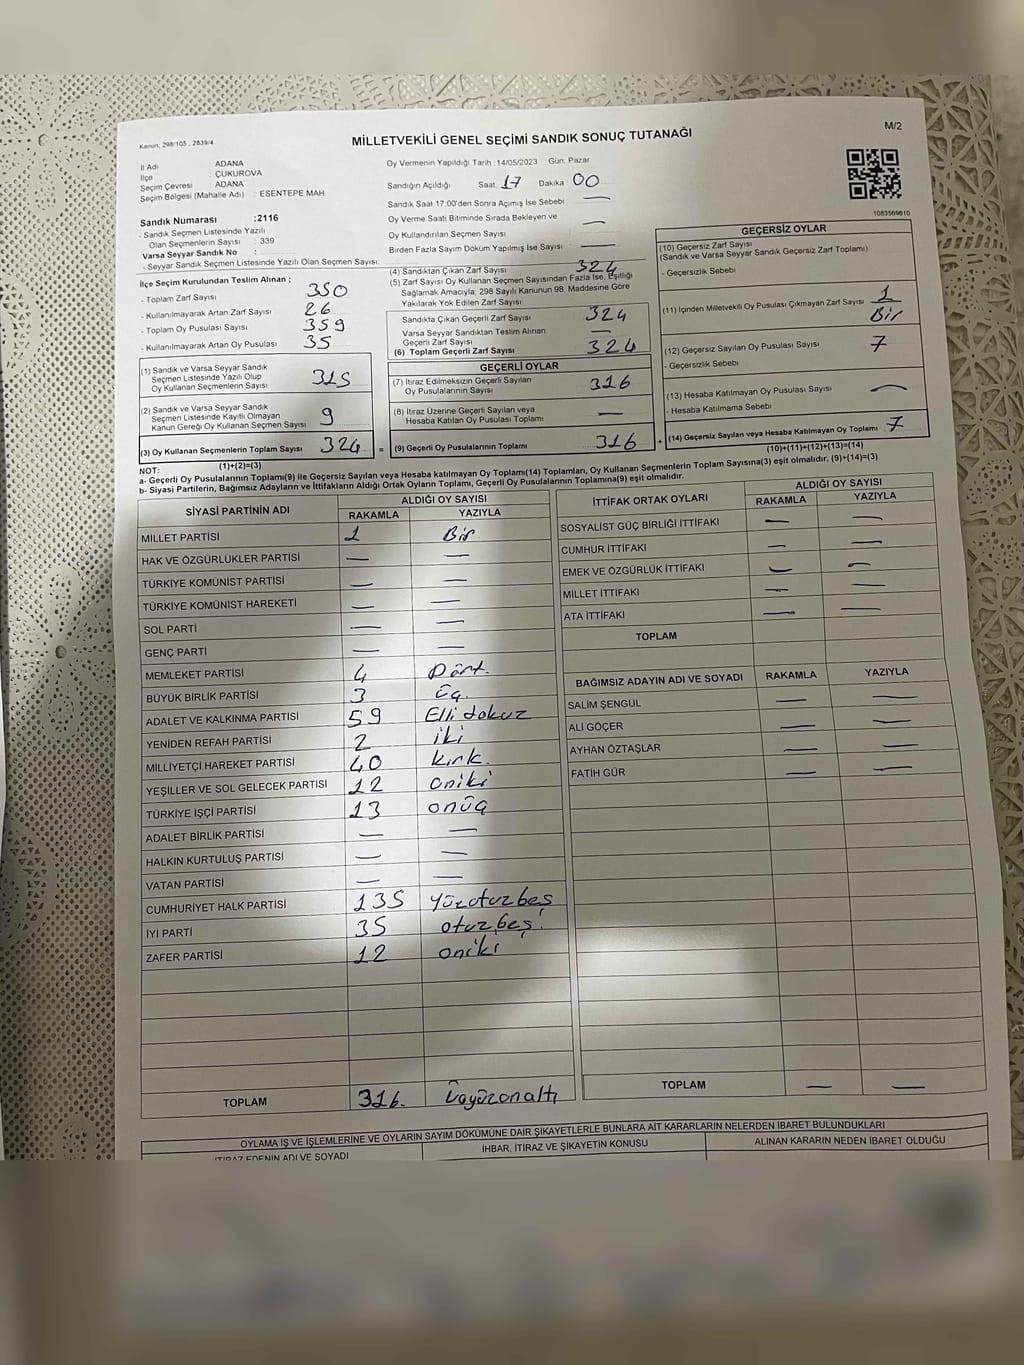 Kanun, 298/105 , 2839/4
MİLLETVEKİLİ GENEL SEÇİMİ SANDIK SONUÇ TUTANAĞI
M/2
İl Adı : ADANA
İlçe : ÇUKUROVA
Seçim Çevresi : ADANA
Seçim Bölgesi (Mahalle Adı) : ESENTEPE MAH
Sandık Numarası :2116
- Sandık Seçmen Listesinde Yazılı
Olan Seçmenlerin Sayısı : 339
Varsa Seyyar Sandık No :
- Seyyar Sandık Seçmen Listesinde Yazılı Olan Seçmen Sayısı:
Oy Vermenin Yapıldığı Tarih :14/05/2023 Gün: Pazar
Sandığın Açıldığı Saat 17 Dakika 00
Sandık Saat 17:00'den Sonra Açımış İse Sebebi : —
Oy Verme Saati Bitiminde Sırada Bekleyen ve
Oy Kullandırılan Seçmen Sayısı —
Birden Fazla Sayım Döküm Yapılmış İse Sayısı —
1083569610
İlçe Seçim Kurulundan Teslim Alınan ;
- Toplam Zarf Sayısı 350
- Kullanılmayarak Artan Zarf Sayısı 26
- Toplam Oy Pusulası Sayısı 359
- Kullanılmayarak Artan Oy Pusulası 35
(1) Sandık ve Varsa Seyyar Sandık
Seçmen Listesinde Yazılı Olup
Oy Kullanan Seçmenlerin Sayısı 315
(2) Sandık ve Varsa Seyyar Sandık
Seçmen Listesinde Kayıtlı Olmayan
Kanun Gereği Oy Kullanan Seçmen Sayısı 9
(3) Oy Kullanan Seçmenlerin Toplam Sayısı 324 =
(1)+(2)=(3)
(4) Sandıktan Çıkan Zarf Sayısı 324
(5) Zarf Sayısı Oy Kullanan Seçmen Sayısından Fazla İse, Eşitliği
Sağlamak Amacıyla, 298 Sayılı Kanunun 98. Maddesine Göre
Yakılarak Yok Edilen Zarf Sayısı
Sandıkta Çıkan Geçerli Zarf Sayısı 324
Varsa Seyyar Sandıktan Teslim Alınan
Geçerli Zarf Sayısı —
(6) Toplam Geçerli Zarf Sayısı 324
GEÇERLİ OYLAR
(7) İtiraz Edilmeksizin Geçerli Sayılan
Oy Pusulalarının Sayısı 316
(8) İtiraz Üzerine Geçerli Sayılan veya
Hesaba Katılan Oy Pusulası Toplamı —
(9) Geçerli Oy Pusulalarının Toplamı 316 +
GEÇERSİZ OYLAR
(10) Geçersiz Zarf Sayısı
(Sandık ve Varsa Seyyar Sandık Geçersiz Zarf Toplamı)
- Geçersizlik Sebebi
(11) İçinden Milletvekili Oy Pusulası Çıkmayan Zarf Sayısı 1
Bir
(12) Geçersiz Sayılan Oy Pusulası Sayısı 7
- Geçersizlik Sebebi
(13) Hesaba Katılmayan Oy Pusulası Sayısı —
- Hesaba Katılmama Sebebi
(14) Geçersiz Sayılan veya Hesaba Katılmayan Oy Toplamı 7
(10)+(11)+(12)+(13)=(14)
NOT:
a- Geçerli Oy Pusulalarının Toplamı(9) ile Geçersiz Sayılan veya Hesaba katılmayan Oy Toplamı(14) Toplamları, Oy Kullanan Seçmenlerin Toplam Sayısına(3) eşit olmalıdır. (9)+(14)=(3)
b- Siyasi Partilerin, Bağımsız Adayların ve İttifakların Aldığı Ortak Oyların Toplamı, Geçerli Oy Pusulalarının Toplamına(9) eşit olmalıdır.
SİYASİ PARTİNİN ADI ALDIĞI OY SAYISI
RAKAMLA YAZIYLA
MİLLET PARTİSİ 1 Bir
HAK VE ÖZGÜRLÜKLER PARTİSİ — —
TÜRKİYE KOMÜNİST PARTİSİ — —
TÜRKİYE KOMÜNİST HAREKETİ — —
SOL PARTİ — —
GENÇ PARTİ — —
MEMLEKET PARTİSİ 4 Dört.
BÜYÜK BİRLİK PARTİSİ 3 Üç.
ADALET VE KALKINMA PARTİSİ 59 Elli dokuz
YENİDEN REFAH PARTİSİ 2 iki
MİLLİYETÇİ HAREKET PARTİSİ 40 kırk.
YEŞİLLER VE SOL GELECEK PARTİSİ 12 oniki
TÜRKİYE İŞÇİ PARTİSİ 13 onüç
ADALET BİRLİK PARTİSİ — —
HALKIN KURTULUŞ PARTİSİ — —
VATAN PARTİSİ — —
CUMHURİYET HALK PARTİSİ 135 Yüzotuzbeş
İYİ PARTİ 35 otuzbeş
ZAFER PARTİSİ 12 oniki
TOPLAM 316. Üçyüzonaltı
İTTİFAK ORTAK OYLARI ALDIĞI OY SAYISI
RAKAMLA YAZIYLA
SOSYALİST GÜÇ BİRLİĞİ İTTİFAKI — —
CUMHUR İTTİFAKI — —
EMEK VE ÖZGÜRLÜK İTTİFAKI — —
MİLLET İTTİFAKI — —
ATA İTTİFAKI — —
TOPLAM
BAĞIMSIZ ADAYIN ADI VE SOYADI RAKAMLA YAZIYLA
SALİM ŞENGÜL — —
ALİ GÖÇER — —
AYHAN ÖZTAŞLAR — —
FATİH GÜR — —
TOPLAM — —
OYLAMA İŞ VE İŞLEMLERİNE VE OYLARIN SAYIM DÖKÜMÜNE DAİR ŞİKAYETLERLE BUNLARA AİT KARARLARIN NELERDEN İBARET BULUNDUKLARI
İTİRAZ EDENİN ADI VE SOYADI İHBAR, İTİRAZ VE ŞİKAYETİN KONUSU ALINAN KARARIN NEDEN İBARET OLDUĞU